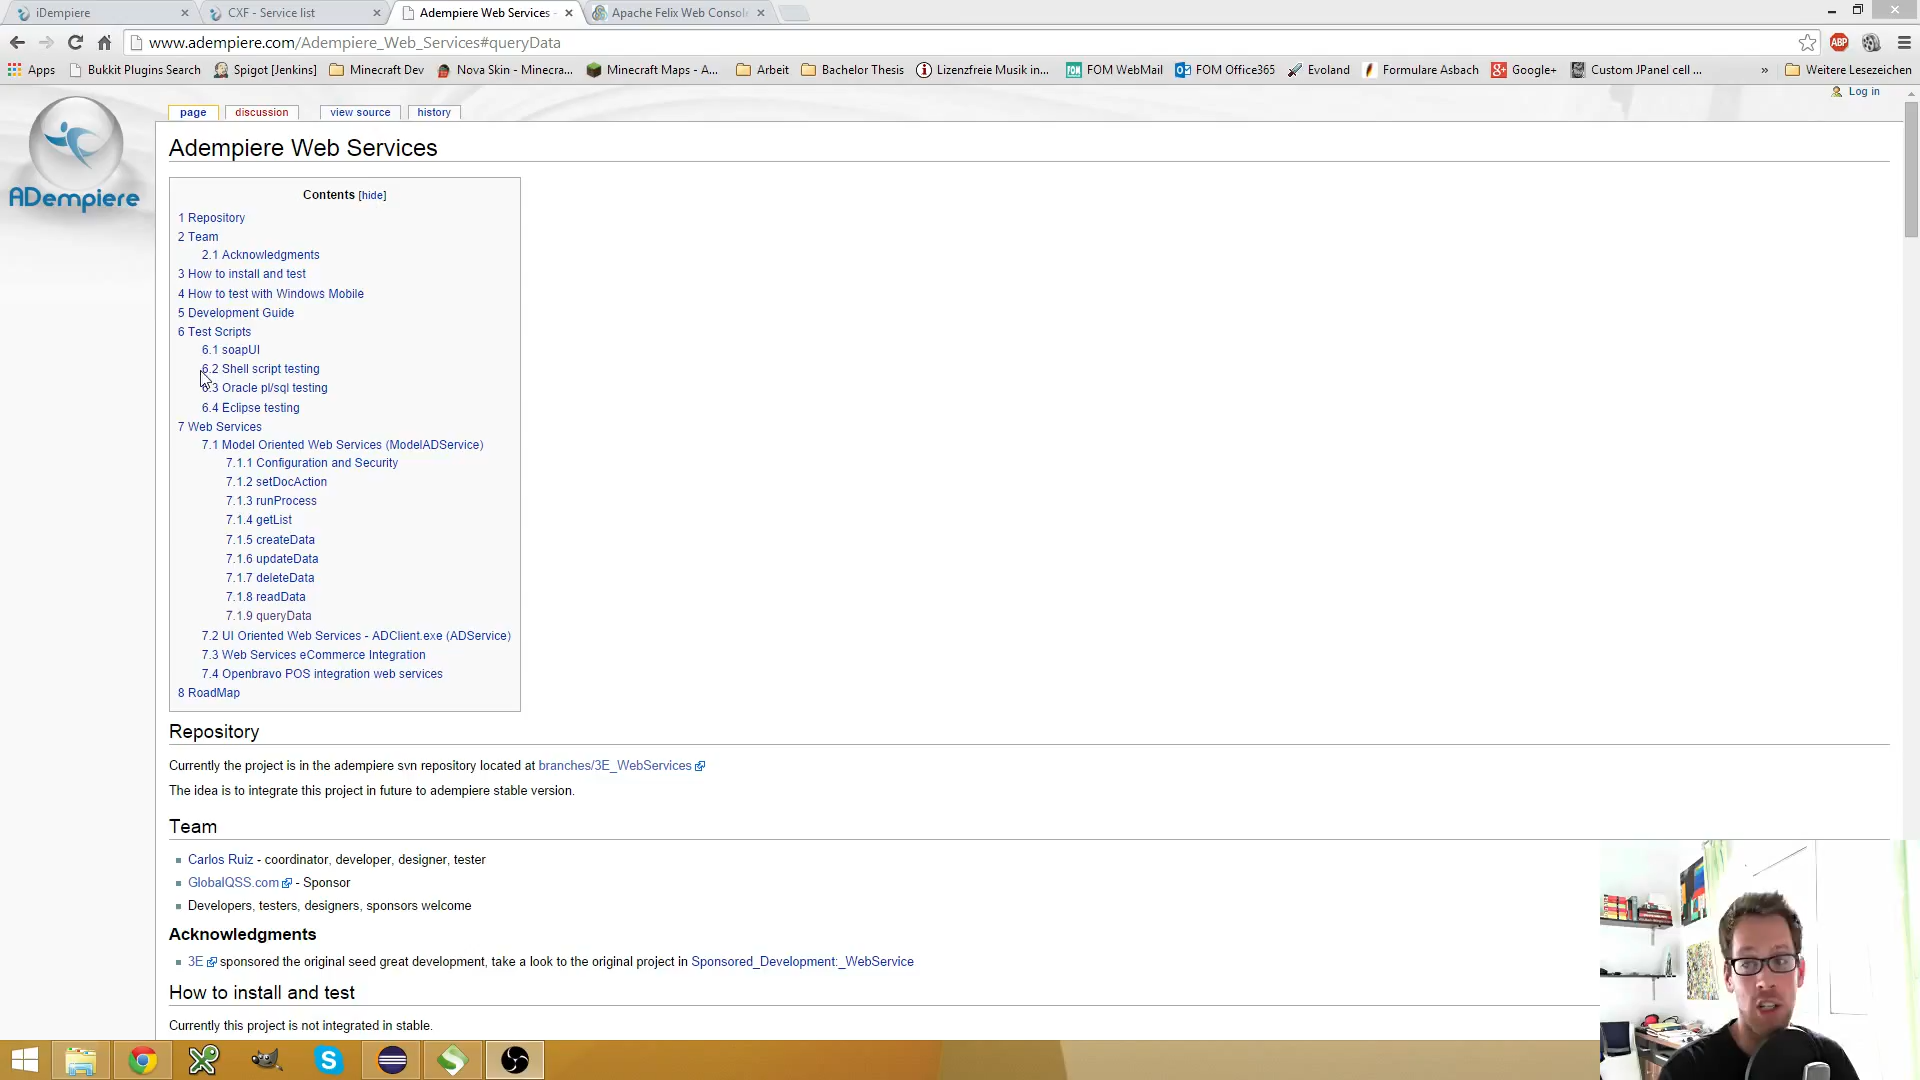 iDempiere
CXF - Service list
Adempiere Web Services -
Apache Felix Web Consol
www.adempiere.com/Adempiere_Web_Services#queryData
ABP
Apps
Bukkit Plugins Search
Spigot [Jenkins]
Minecraft Dev
Nova Skin - Minecra...
Minecraft Maps - A...
Arbeit
Bachelor Thesis
Lizenzfreie Musik in...
FOM WebMail
FOM Office365
Evoland
Formulare Asbach
Google+
Custom JPanel cell ...
»
Weitere Lesezeichen
Log in
page
discussion
view source
history
ADempiere
Adempiere Web Services
Contents [hide]
1 Repository
2 Team
2.1 Acknowledgments
3 How to install and test
4 How to test with Windows Mobile
5 Development Guide
6 Test Scripts
6.1 soapUI
6.2 Shell script testing
6.3 Oracle pl/sql testing
6.4 Eclipse testing
7 Web Services
7.1 Model Oriented Web Services (ModelADService)
7.1.1 Configuration and Security
7.1.2 setDocAction
7.1.3 runProcess
7.1.4 getList
7.1.5 createData
7.1.6 updateData
7.1.7 deleteData
7.1.8 readData
7.1.9 queryData
7.2 UI Oriented Web Services - ADClient.exe (ADService)
7.3 Web Services eCommerce Integration
7.4 Openbravo POS integration web services
8 RoadMap
Repository
Currently the project is in the adempiere svn repository located at branches/3E_WebServices
The idea is to integrate this project in future to adempiere stable version.
Team
Carlos Ruiz - coordinator, developer, designer, tester
GlobalQSS.com - Sponsor
Developers, testers, designers, sponsors welcome
Acknowledgments
3E sponsored the original seed great development, take a look to the original project in Sponsored_Development:_WebService
How to install and test
Currently this project is not integrated in stable.